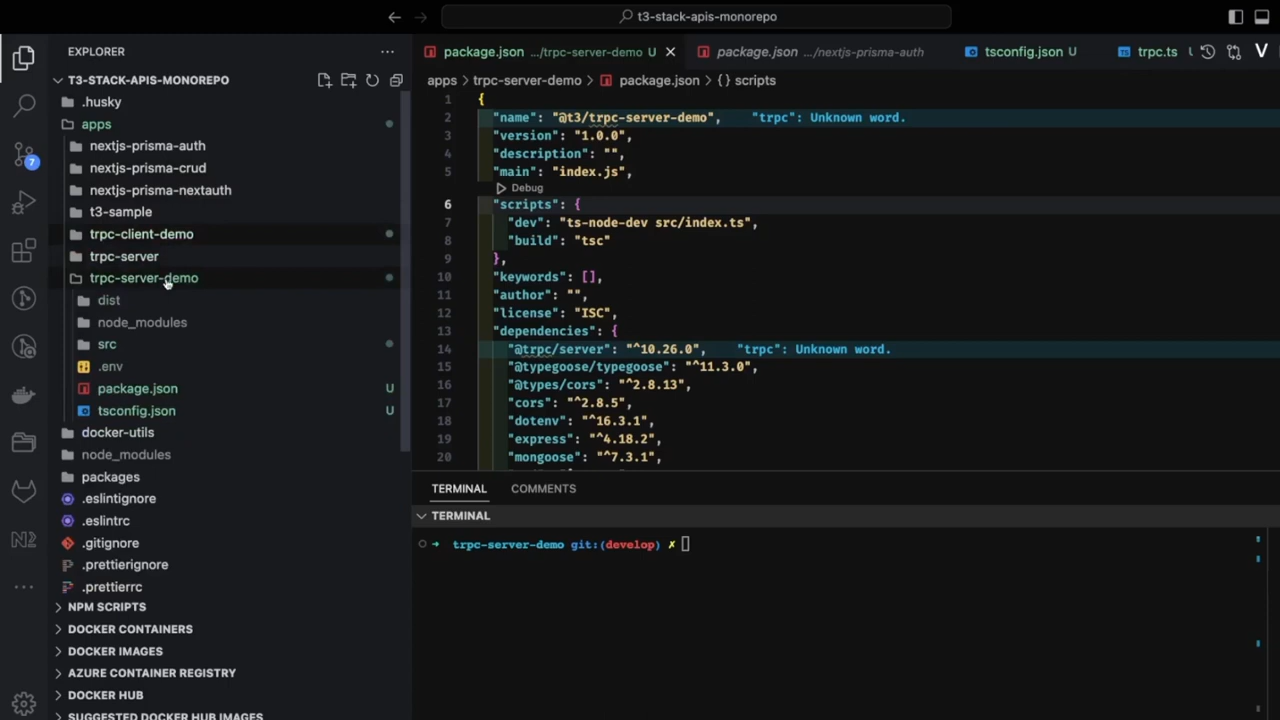 t3-stack-apis-monorepo
EXPLORER
T3-STACK-APIS-MONOREPO
.husky
apps
nextjs-prisma-auth
nextjs-prisma-crud
nextjs-prisma-nextauth
t3-sample
trpc-client-demo
trpc-server
trpc-server-demo
dist
node_modules
src
.env
package.json U
tsconfig.json U
docker-utils
node_modules
packages
.eslintignore
.eslintrc
.gitignore
.prettierignore
.prettierrc
NPM SCRIPTS
DOCKER CONTAINERS
DOCKER IMAGES
AZURE CONTAINER REGISTRY
DOCKER HUB
SUGGESTED DOCKER HUB IMAGES
7
package.json .../trpc-server-demo U package.json .../nextjs-prisma-auth tsconfig.json U trpc.ts
apps > trpc-server-demo > package.json > {} scripts
1 {
2 "name": "@t3/trpc-server-demo", "trpc": Unknown word.
3 "version": "1.0.0",
4 "description": "",
5 "main": "index.js",
Debug
6 "scripts": {
7 "dev": "ts-node-dev src/index.ts",
8 "build": "tsc"
9 },
10 "keywords": [],
11 "author": "",
12 "license": "ISC",
13 "dependencies": {
14 "@trpc/server": "^10.26.0", "trpc": Unknown word.
15 "@typegoose/typegoose": "^11.3.0",
16 "@types/cors": "^2.8.13",
17 "cors": "^2.8.5",
18 "dotenv": "^16.3.1",
19 "express": "^4.18.2",
20 "mongoose": "^7.3.1",
TERMINAL COMMENTS
TERMINAL
trpc-server-demo git:(develop) ✗